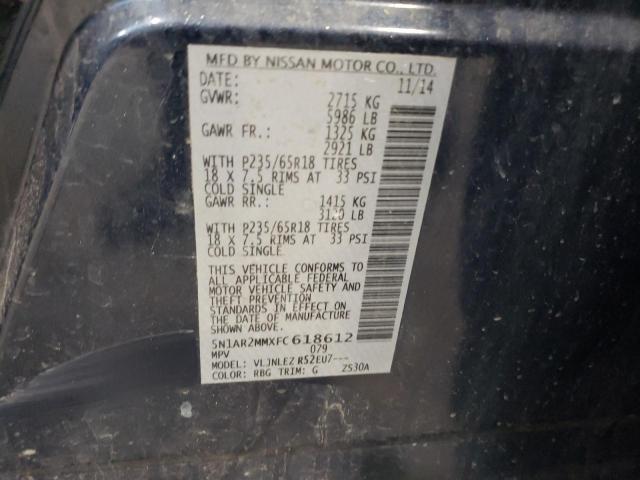 MFD BY NISSAN MOTOR CO., LTD.
DATE: 11/14
GVWR: 2715 KG
5986 LB
GAWR FR.: 1325 KG
2921 LB
WITH P235/65R18 TIRES
18 X 7.5 RIMS AT 33 PSI
COLD SINGLE
GAWR RR.: 1415 KG
3120 LB
WITH P235/65R18 TIRES
18 X 7.5 RIMS AT 33 PSI
COLD SINGLE
THIS VEHICLE CONFORMS TO
ALL APPLICABLE FEDERAL
MOTOR VEHICLE SAFETY AND
THEFT PREVENTION
STANDARDS IN EFFECT ON
THE DATE OF MANUFACTURE
SHOWN ABOVE.
5N1AR2MMXFC618612
MPV 079
MODEL: VLJNLEZ R52EU7---
COLOR: RBG TRIM: G ZS30A